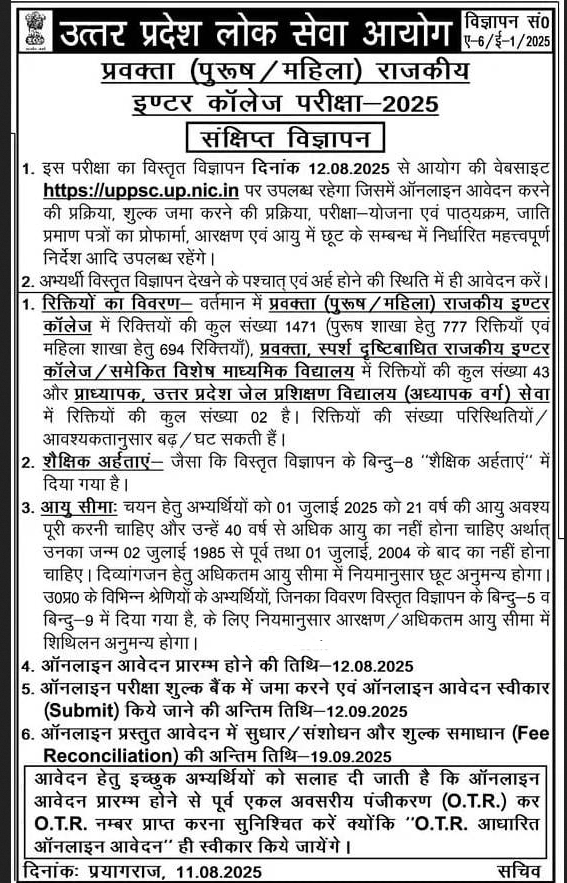 उत्तर प्रदेश लोक सेवा आयोग
विज्ञापन सं0
ए-6/ई-1/2025
प्रवक्ता (पुरूष/महिला) राजकीय
इण्टर कॉलेज परीक्षा–2025
संक्षिप्त विज्ञापन
1. इस परीक्षा का विस्तृत विज्ञापन दिनांक 12.08.2025 से आयोग की वेबसाइट
https://uppsc.up.nic.in पर उपलब्ध रहेगा जिसमें ऑनलाइन आवेदन करने
की प्रक्रिया, शुल्क जमा करने की प्रक्रिया, परीक्षा–योजना एवं पाठ्यक्रम, जाति
प्रमाण पत्रों का प्रोफार्मा, आरक्षण एवं आयु में छूट के सम्बन्ध में निर्धारित महत्त्वपूर्ण
निर्देश आदि उपलब्ध रहेंगे।
2. अभ्यर्थी विस्तृत विज्ञापन देखने के पश्चात् एवं अर्ह होने की स्थिति में ही आवेदन करें।
1. रिक्तियों का विवरण– वर्तमान में प्रवक्ता (पुरूष/महिला) राजकीय इण्टर
कॉलेज में रिक्तियों की कुल संख्या 1471 (पुरूष शाखा हेतु 777 रिक्तियाँ एवं
महिला शाखा हेतु 694 रिक्तियाँ), प्रवक्ता, स्पर्श दृष्टिबाधित राजकीय इण्टर
कॉलेज/समेकित विशेष माध्यमिक विद्यालय में रिक्तियों की कुल संख्या 43
और प्राध्यापक, उत्तर प्रदेश जेल प्रशिक्षण विद्यालय (अध्यापक वर्ग) सेवा
में रिक्तियों की कुल संख्या 02 है। रिक्तियों की संख्या परिस्थितियों/
आवश्यकतानुसार बढ़/घट सकती हैं।
2. शैक्षिक अर्हताएं– जैसा कि विस्तृत विज्ञापन के बिन्दु–8 "शैक्षिक अर्हताएं" में
दिया गया है।
3. आयु सीमाः चयन हेतु अभ्यर्थियों को 01 जुलाई 2025 को 21 वर्ष की आयु अवश्य
पूरी करनी चाहिए और उन्हें 40 वर्ष से अधिक आयु का नहीं होना चाहिए अर्थात्
उनका जन्म 02 जुलाई 1985 से पूर्व तथा 01 जुलाई, 2004 के बाद का नहीं होना
चाहिए। दिव्यांगजन हेतु अधिकतम आयु सीमा में नियमानुसार छूट अनुमन्य होगा।
उ0प्र0 के विभिन्न श्रेणियों के अभ्यर्थियों, जिनका विवरण विस्तृत विज्ञापन के बिन्दु–5 व
बिन्दु–9 में दिया गया है, के लिए नियमानुसार आरक्षण/अधिकतम आयु सीमा में
शिथिलन अनुमन्य होगा।
4. ऑनलाइन आवेदन प्रारम्भ होने की तिथि–12.08.2025
5. ऑनलाइन परीक्षा शुल्क बैंक में जमा करने एवं ऑनलाइन आवेदन स्वीकार
(Submit) किये जाने की अन्तिम तिथि–12.09.2025
6. ऑनलाइन प्रस्तुत आवेदन में सुधार/संशोधन और शुल्क समाधान (Fee
Reconciliation) की अन्तिम तिथि–19.09.2025
आवेदन हेतु इच्छुक अभ्यर्थियों को सलाह दी जाती है कि ऑनलाइन
आवेदन प्रारम्भ होने से पूर्व एकल अवसरीय पंजीकरण (O.T.R.) कर
O.T.R. नम्बर प्राप्त करना सुनिश्चित करें क्योंकि "O.T.R. आधारित
ऑनलाइन आवेदन" ही स्वीकार किये जायेंगे।
दिनांकः प्रयागराज, 11.08.2025
सचिव